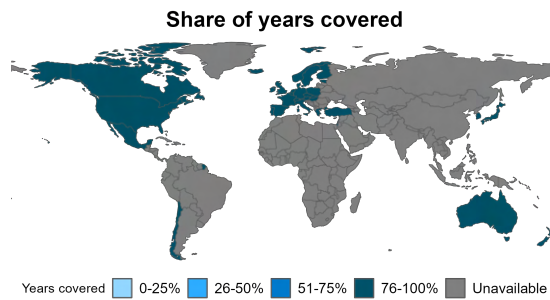 Share of years covered
Years covered 0-25% 26-50% 51-75% 76-100% Unavailable